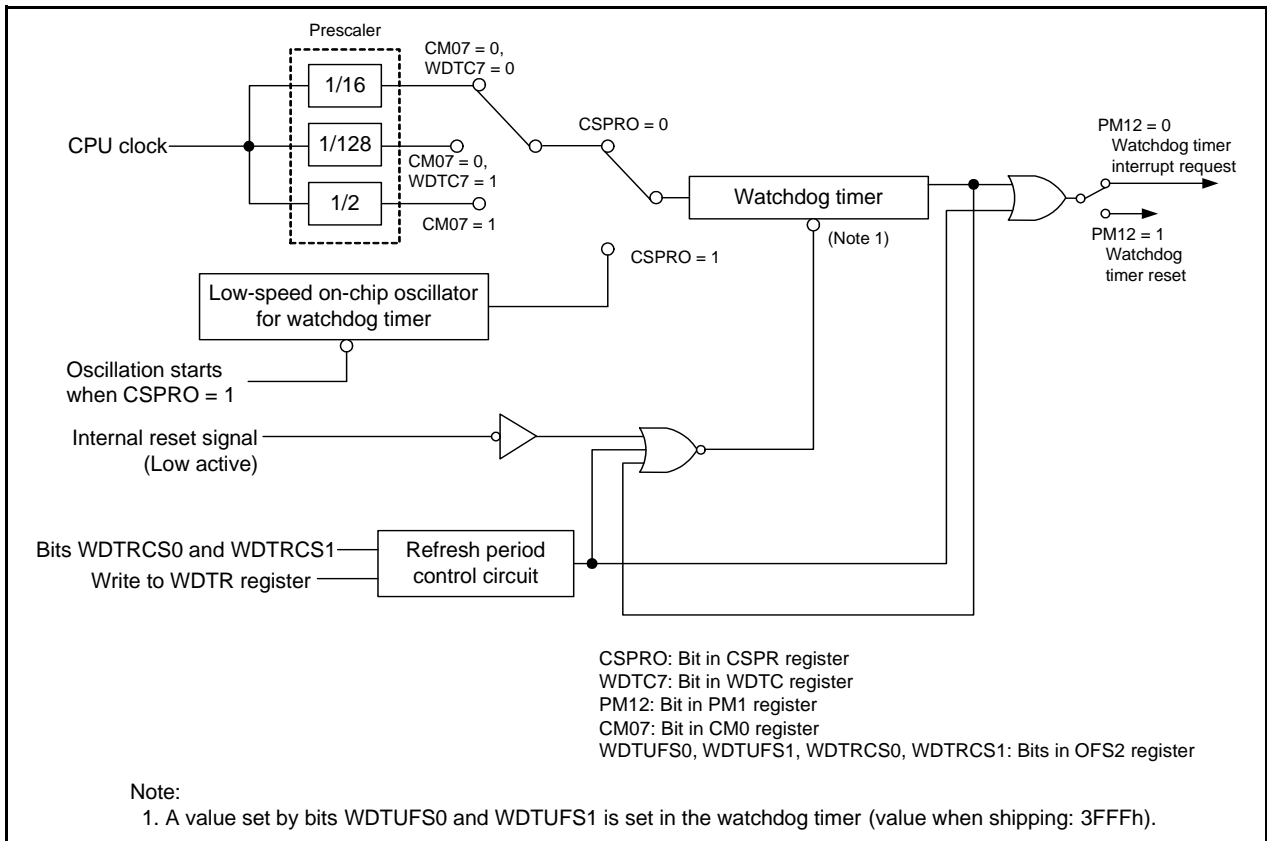 Prescaler
CM07 = 0,
WDTC7 = 0
1/16
CSPRO = 0
PM12 = 0
Watchdog timer
interrupt request
CPU clock
1/128
CM07 = 0,
WDTC7 = 1
1/2
CM07 = 1
Watchdog timer
(Note 1)
PM12 = 1
Watchdog
timer reset
CSPRO = 1
Low-speed on-chip oscillator
for watchdog timer
Oscillation starts
when CSPRO = 1
Internal reset signal
(Low active)
Bits WDTRCS0 and WDTRCS1
Write to WDTR register
Refresh period
control circuit
CSPRO: Bit in CSPR register
WDTC7: Bit in WDTC register
PM12: Bit in PM1 register
CM07: Bit in CM0 register
WDTUFS0, WDTUFS1, WDTRCS0, WDTRCS1: Bits in OFS2 register
Note:
1. A value set by bits WDTUFS0 and WDTUFS1 is set in the watchdog timer (value when shipping: 3FFFh).